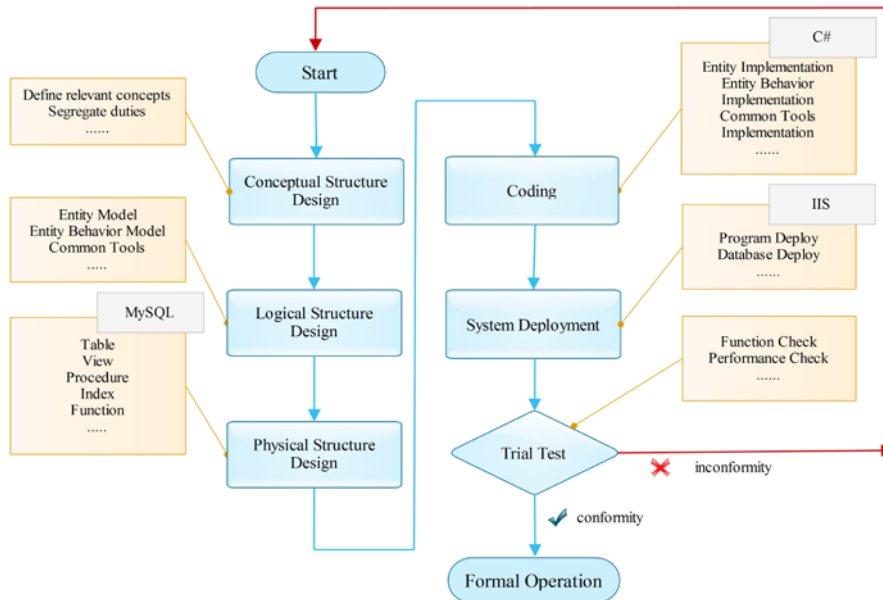 Start
Define relevant concepts
Segregate duties
......
Conceptual Structure
Design
Entity Model
Entity Behavior Model
Common Tools
.....
Logical Structure
Design
MySQL
Table
View
Procedure
Index
Function
.....
Physical Structure
Design
C#
Entity Implementation
Entity Behavior
Implementation
Common Tools
Implementation
......
Coding
IIS
Program Deploy
Database Deploy
......
System Deployment
Function Check
Performance Check
......
Trial Test
inconformity
conformity
Formal Operation